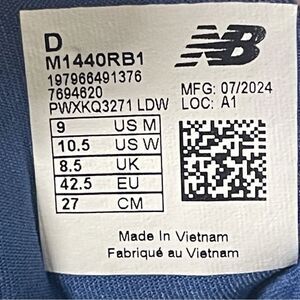 D
M1440RB1
197966491376
7694620
PWXKQ3271 LDW
NB
MFG: 07/2024
LOC: A1
9 US M
10.5 US W
8.5 UK
42.5 EU
27 CM
Made In Vietnam
Fabriqué au Vietnam